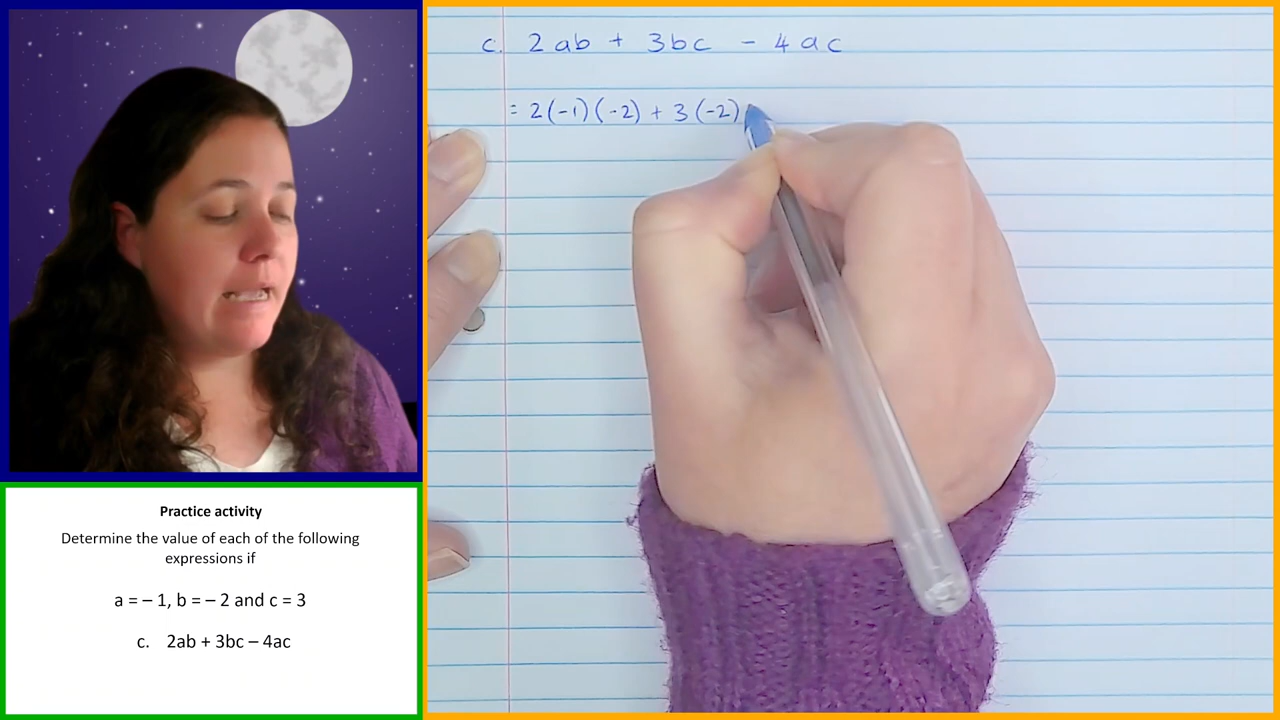 c. 2ab + 3bc - 4ac
= 2(-1)(-2) + 3(-2)
Practice activity
Determine the value of each of the following
expressions if
a = – 1, b = – 2 and c = 3
c. 2ab + 3bc – 4ac